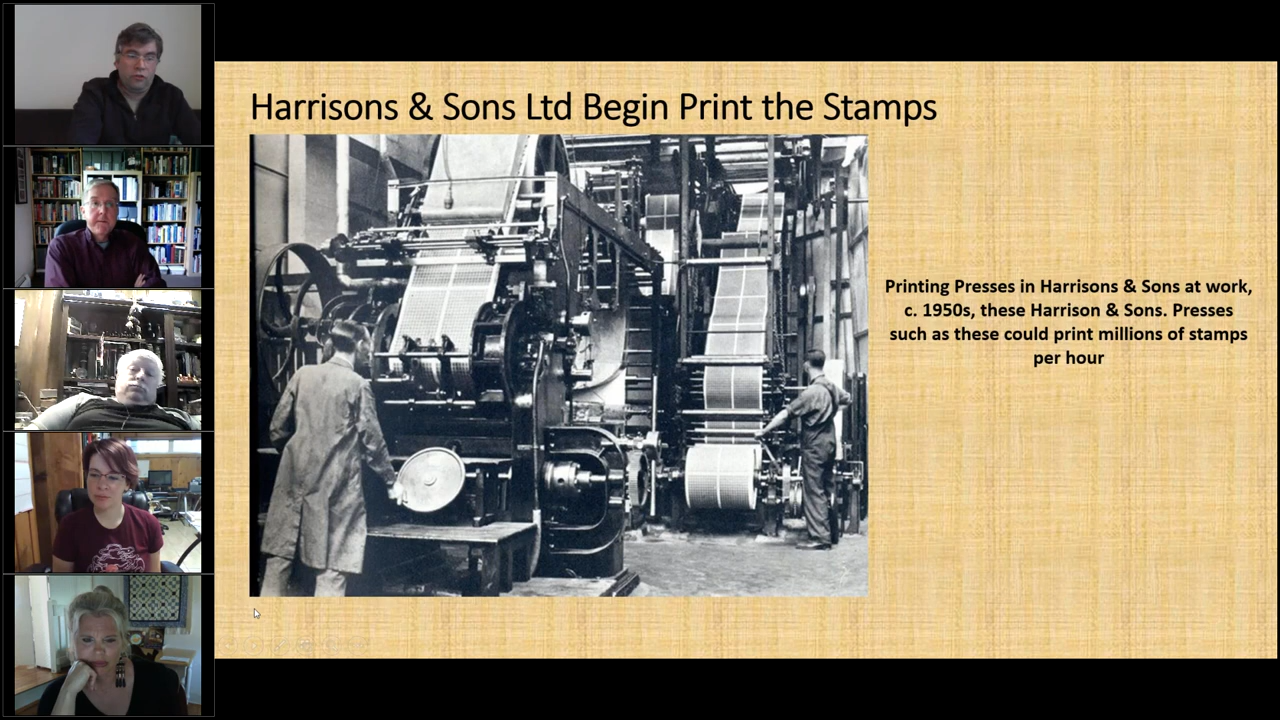 Harrisons & Sons Ltd Begin Print the Stamps
Printing Presses in Harrisons & Sons at work,
c. 1950s, these Harrison & Sons. Presses
such as these could print millions of stamps
per hour